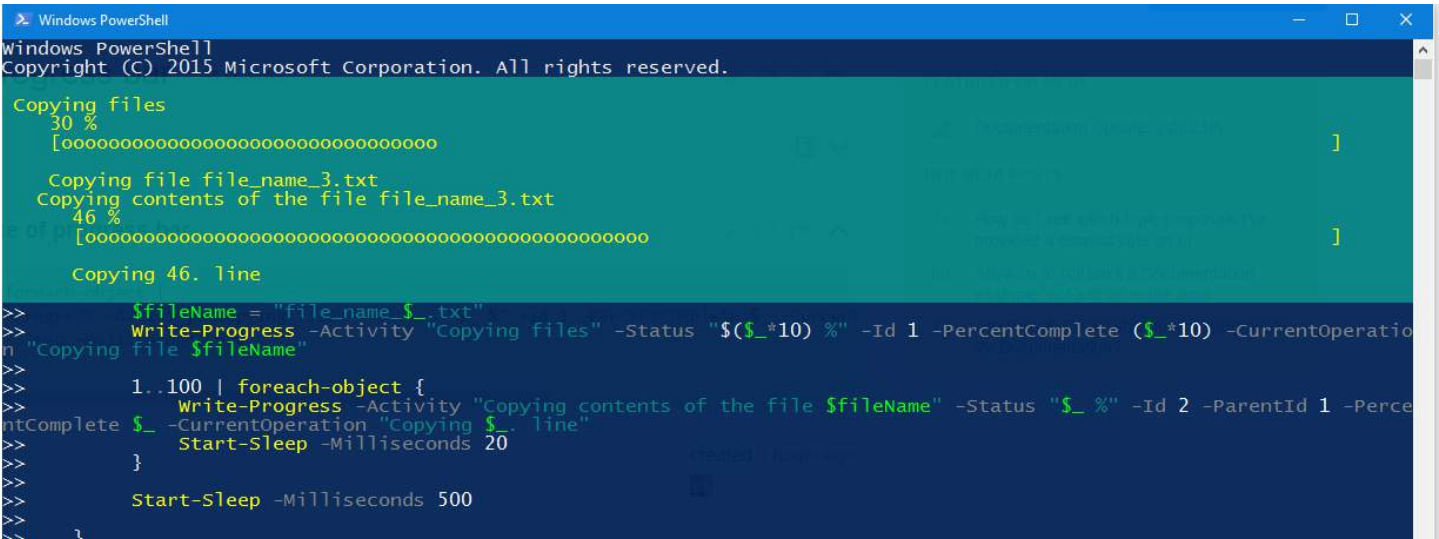 Windows PowerShell
Windows PowerShell
Copyright (C) 2015 Microsoft Corporation. All rights reserved.
Copying files
30 %
[oooooooooooooooooooooooooooooooo ]
Copying file file_name_3.txt
Copying contents of the file file_name_3.txt
46 %
[oooooooooooooooooooooooooooooooooooooooooooooooo ]
Copying 46. line
>> $fileName = "file_name_$_.txt"
>> Write-Progress -Activity "Copying files" -Status "$($_*10) %" -Id 1 -PercentComplete ($_*10) -CurrentOperatio
n "Copying file $fileName"
>>
>> 1..100 | foreach-object {
>> Write-Progress -Activity "Copying contents of the file $fileName" -Status "$_ %" -Id 2 -ParentId 1 -Perce
ntComplete $_ -CurrentOperation "Copying $_. line"
>> Start-Sleep -Milliseconds 20
>> }
>>
>> Start-Sleep -Milliseconds 500
>>
>> }